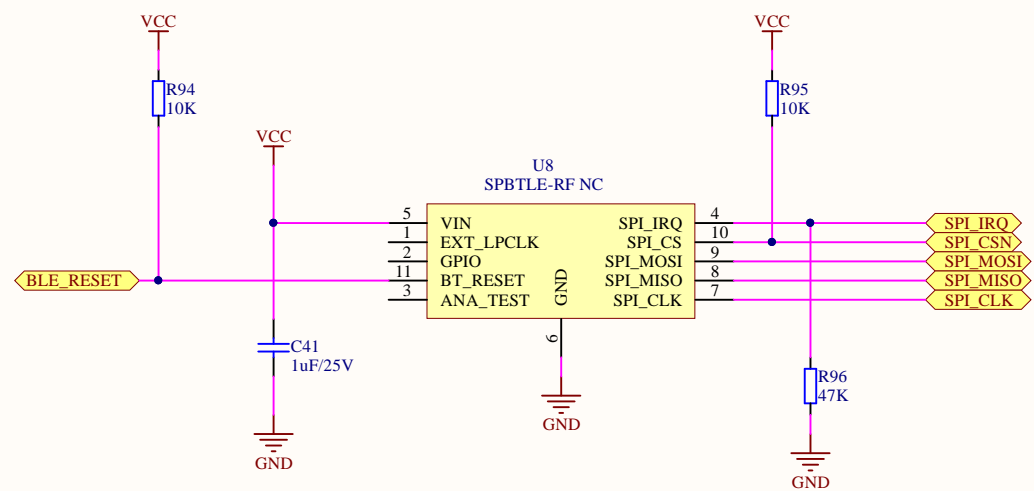 VCC
VCC
R94
10K
R95
10K
VCC
U8
SPBTLE-RF NC
5 VIN SPI_IRQ 4 SPI_IRQ
1 EXT_LPCLK SPI_CS 10 SPI_CSN
2 GPIO SPI_MOSI 9 SPI_MOSI
BLE_RESET 11 BT_RESET SPI_MISO 8 SPI_MISO
3 ANA_TEST SPI_CLK 7 SPI_CLK
GND
6
C41
1uF/25V
R96
47K
GND
GND
GND